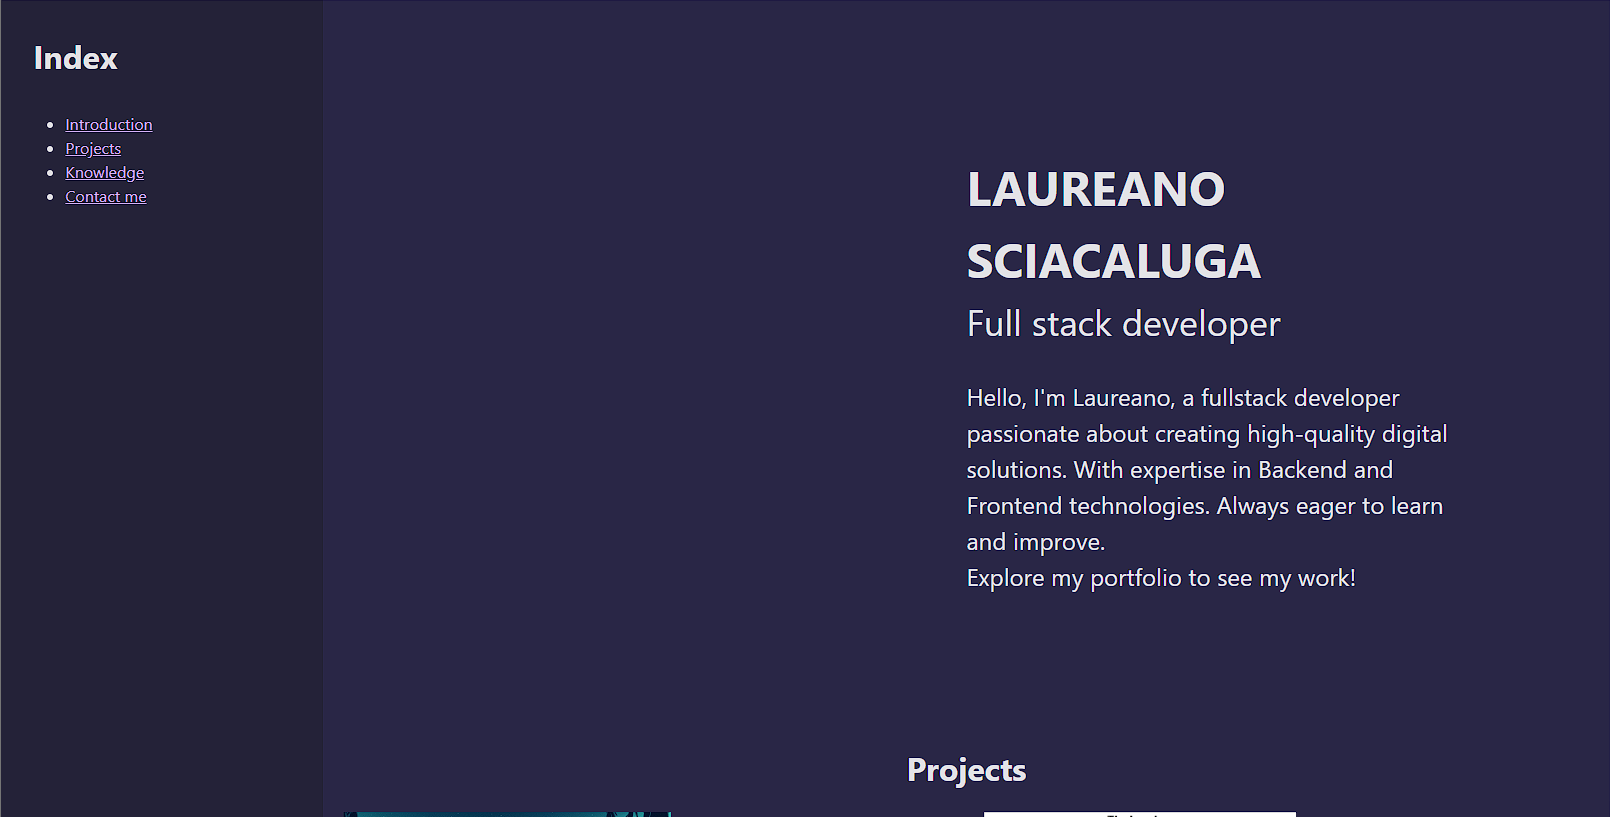 Index
Introduction
Projects
Knowledge
Contact me
LAUREANO
SCIACALUGA
Full stack developer
Hello, I'm Laureano, a fullstack developer
passionate about creating high-quality digital
solutions. With expertise in Backend and
Frontend technologies. Always eager to learn
and improve.
Explore my portfolio to see my work!
Projects